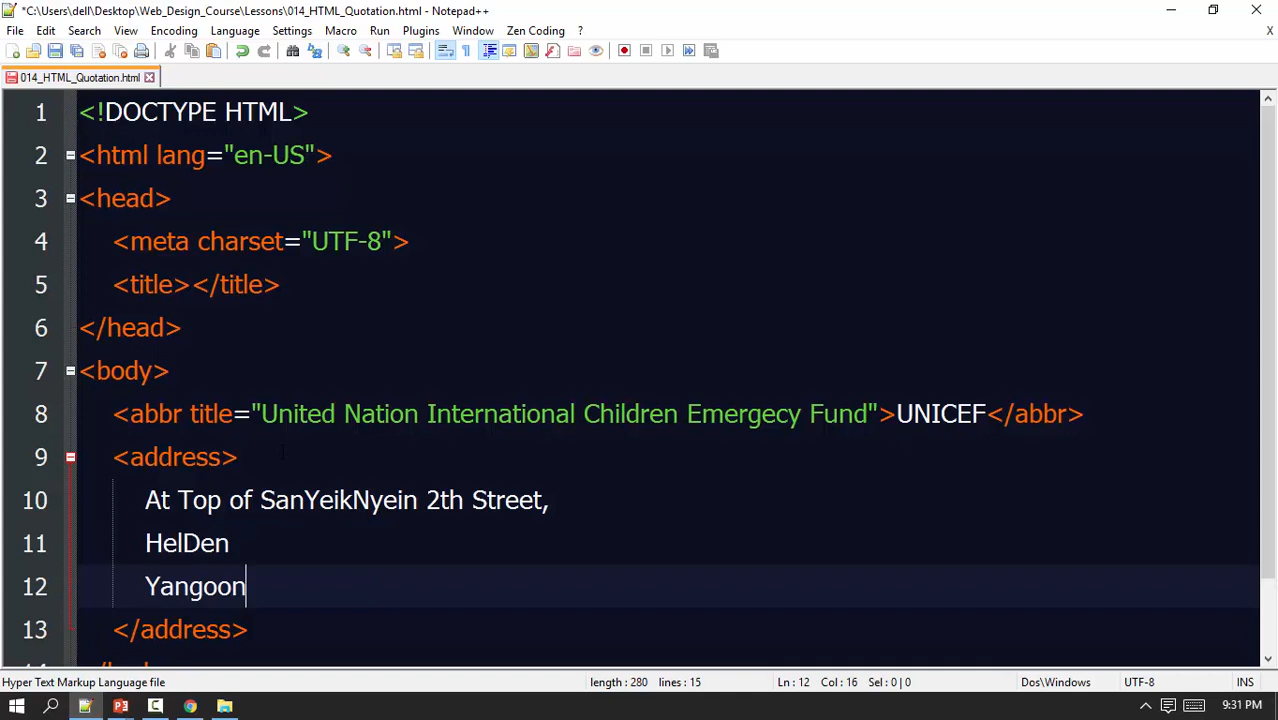 *C:\Users\dell\Desktop\Web_Design_Course\Lessons\014_HTML_Quotation.html - Notepad++
File Edit Search View Encoding Language Settings Macro Run Plugins Window Zen Coding ? X
014_HTML_Quotation.html
1 <!DOCTYPE HTML>
2 <html lang="en-US">
3 <head>
4 <meta charset="UTF-8">
5 <title></title>
6 </head>
7 <body>
8 <abbr title="United Nation International Children Emergecy Fund">UNICEF</abbr>
9 <address>
10 At Top of SanYeikNyein 2th Street,
11 HelDen
12 Yangoon
13 </address>
Hyper Text Markup Language file length : 280 lines : 15 Ln : 12 Col : 16 Sel : 0 | 0 Dos\Windows UTF-8 INS
9:31 PM